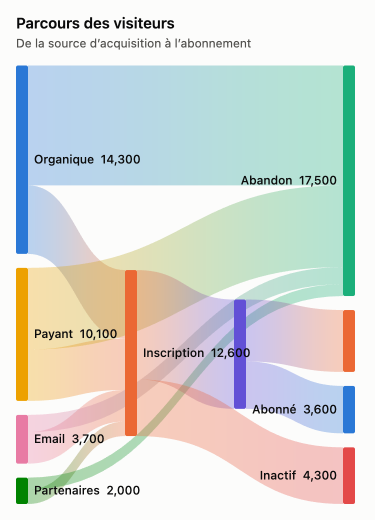 Parcours des visiteurs
De la source d’acquisition à l’abonnement
Organique 14,300
Abandon 17,500
Payant 10,100
Inscription 12,600
Abonné 3,600
Email 3,700
Inactif 4,300
Partenaires 2,000